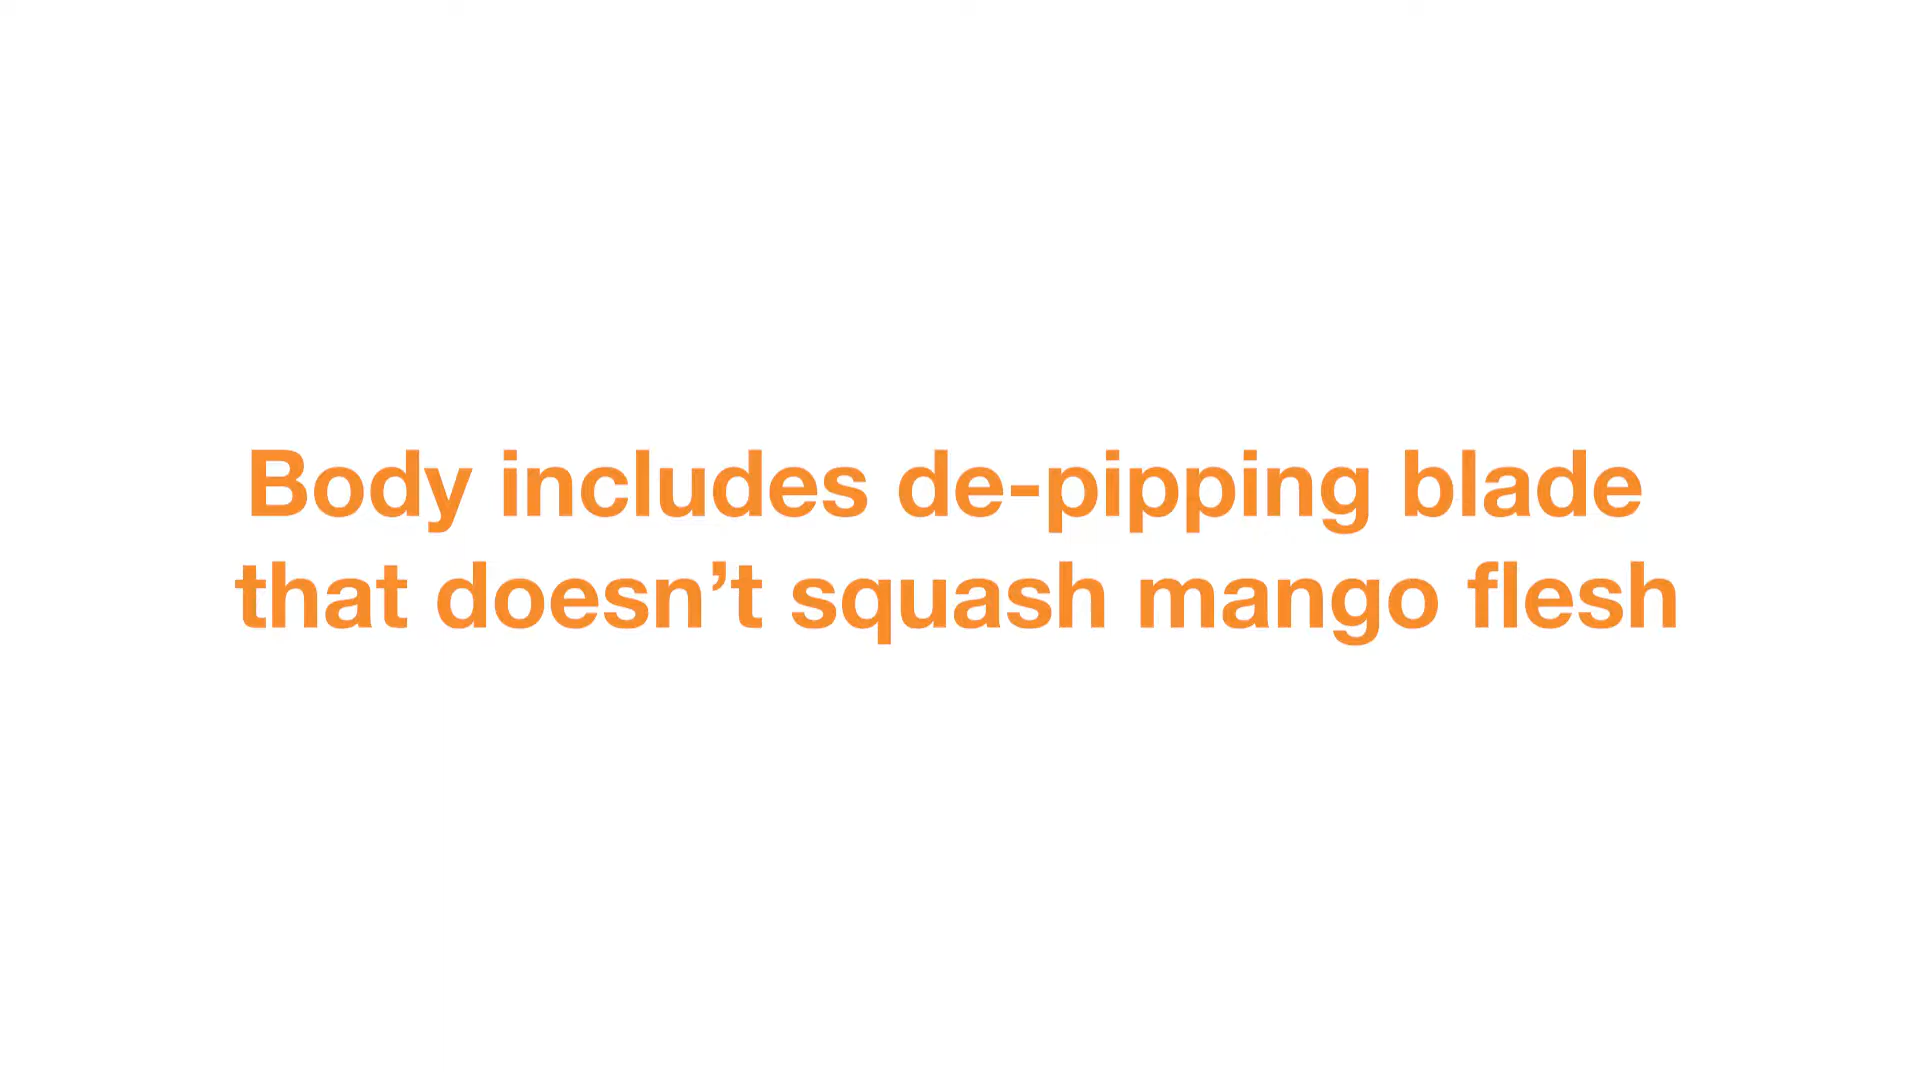 Body includes de-pipping blade
that doesn’t squash mango flesh